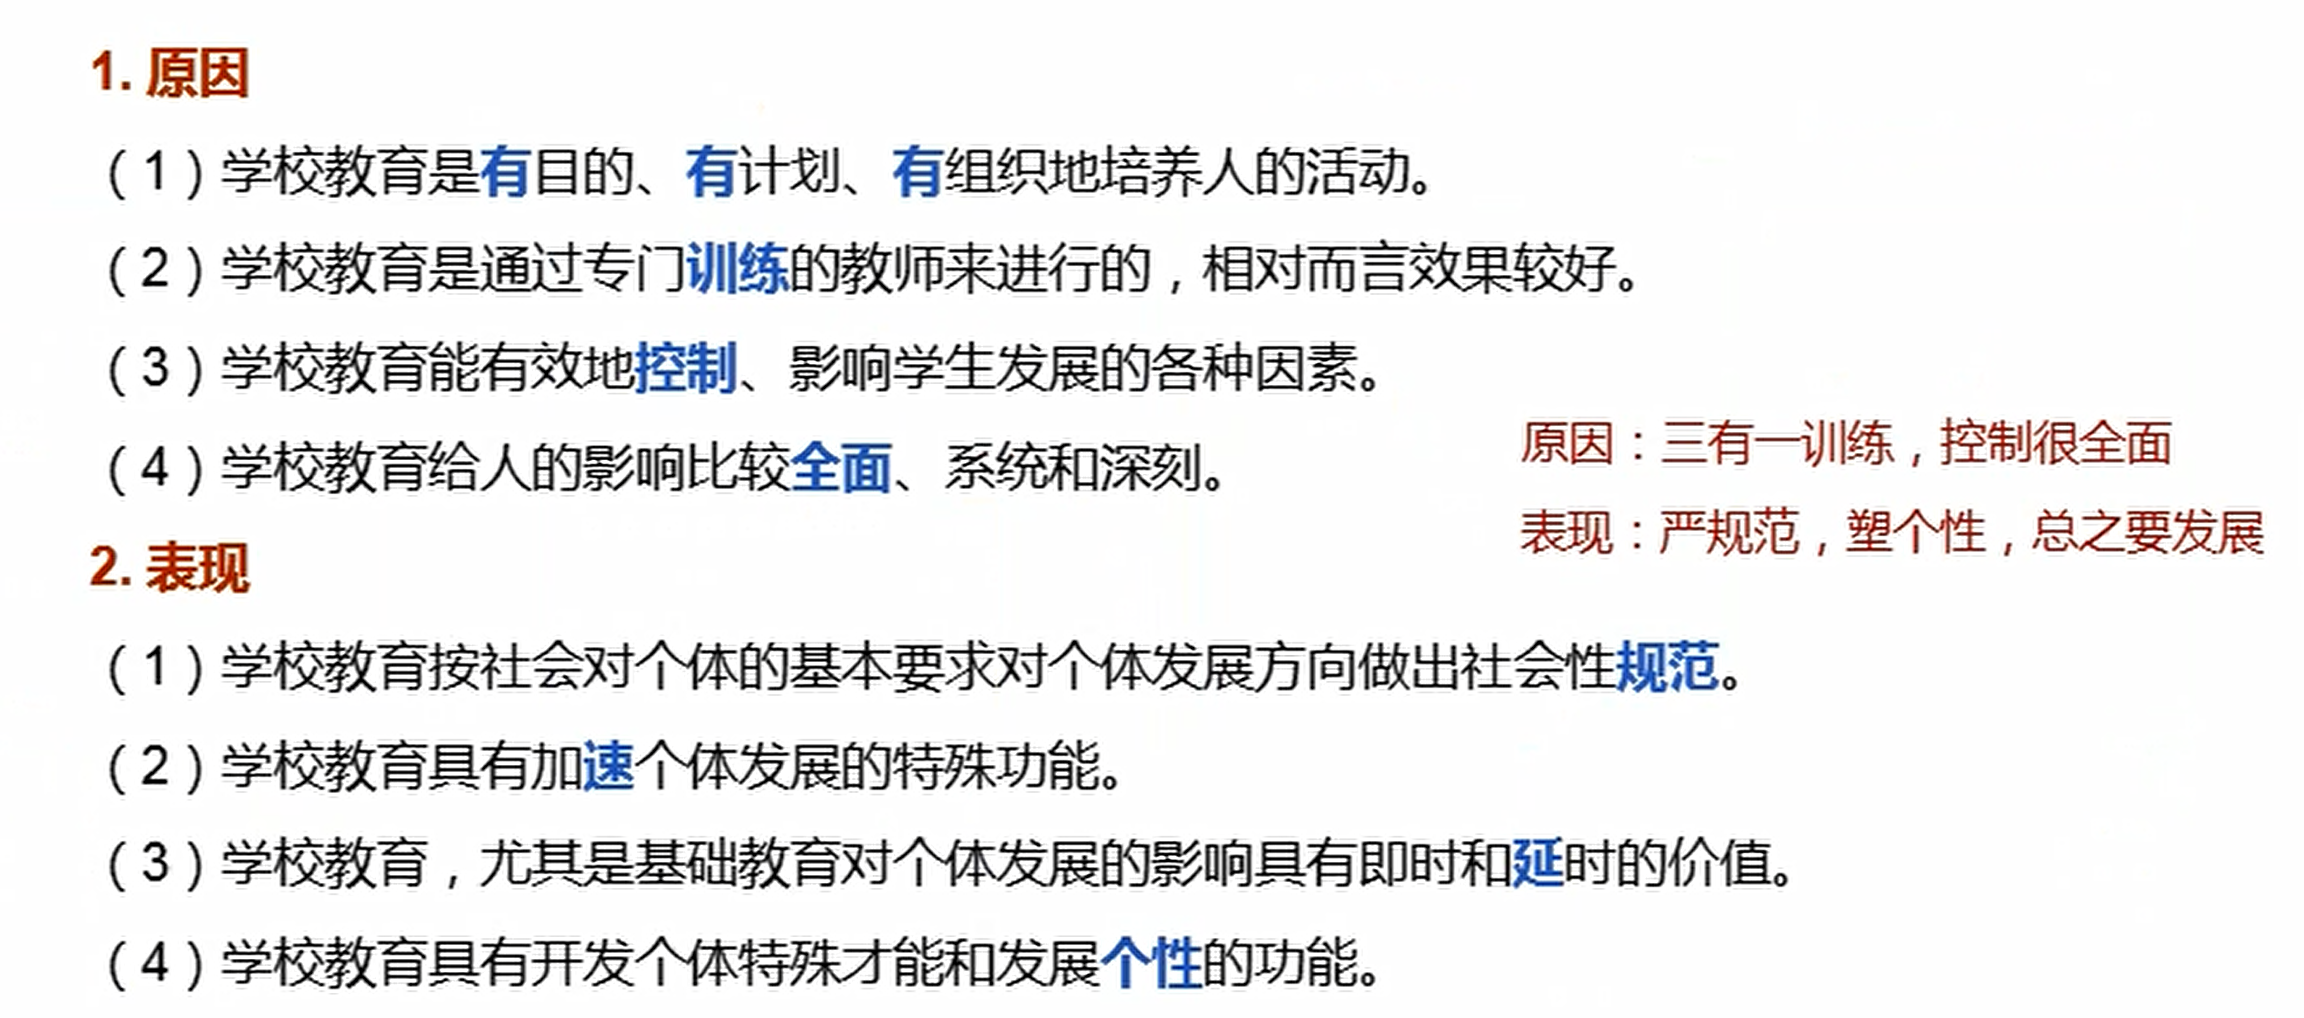 1. 原因
（1）学校教育是有目的、有计划、有组织地培养人的活动。
（2）学校教育是通过专门训练的教师来进行的，相对而言效果较好。
（3）学校教育能有效地控制、影响学生发展的各种因素。
（4）学校教育给人的影响比较全面、系统和深刻。
原因：三有一训练，控制很全面
表现：严规范，塑个性，总之要发展
2. 表现
（1）学校教育按社会对个体的基本要求对个体发展方向做出社会性规范。
（2）学校教育具有加速个体发展的特殊功能。
（3）学校教育，尤其是基础教育对个体发展的影响具有即时和延时的价值。
（4）学校教育具有开发个体特殊才能和发展个性的功能。